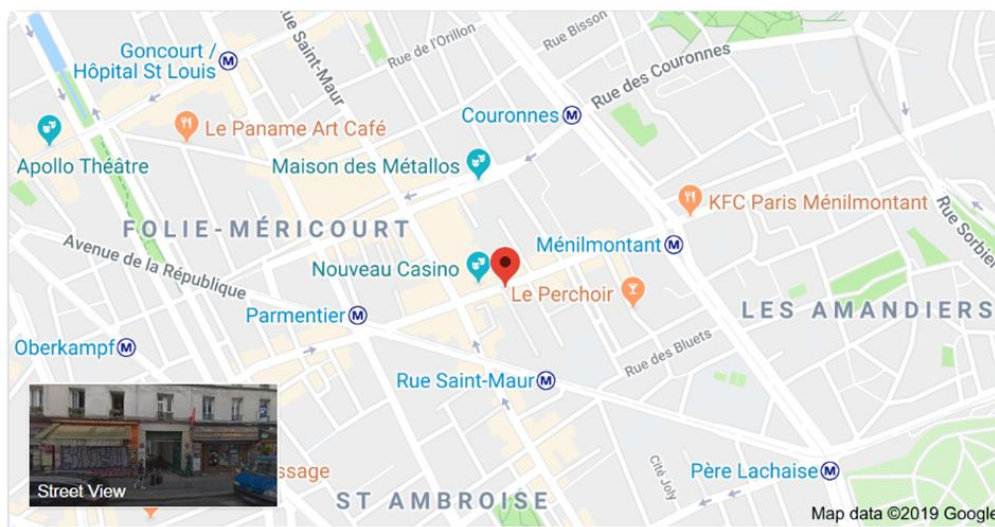 Goncourt /
Hôpital St Louis
Rue Saint-Maur
Rue de l'Orillon
Rue Bisson
Rue des Couronnes
Couronnes
Le Paname Art Café
Apollo Théâtre
Maison des Métallos
KFC Paris Ménilmontant
Rue Sorbier
FOLIE-MÉRICOURT
Avenue de la République
Ménilmontant
Nouveau Casino
Le Perchoir
LES AMANDIERS
Parmentier
Oberkampf
Rue des Bluets
Rue Saint-Maur
Cité Joly
Père Lachaise
ssage
Street View
ST AMBROISE
Map data ©2019 Google